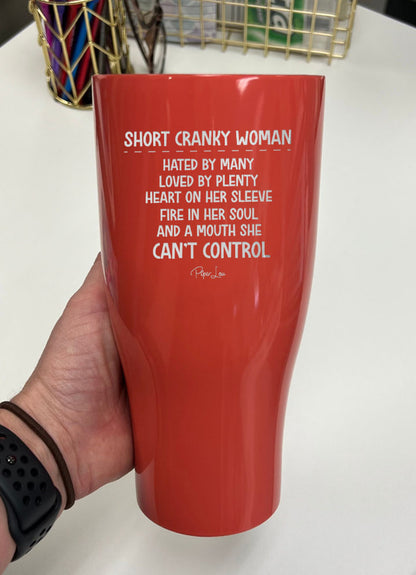 SHORT CRANKY WOMAN
HATED BY MANY
LOVED BY PLENTY
HEART ON HER SLEEVE
FIRE IN HER SOUL
AND A MOUTH SHE
CAN'T CONTROL
Piper Lou